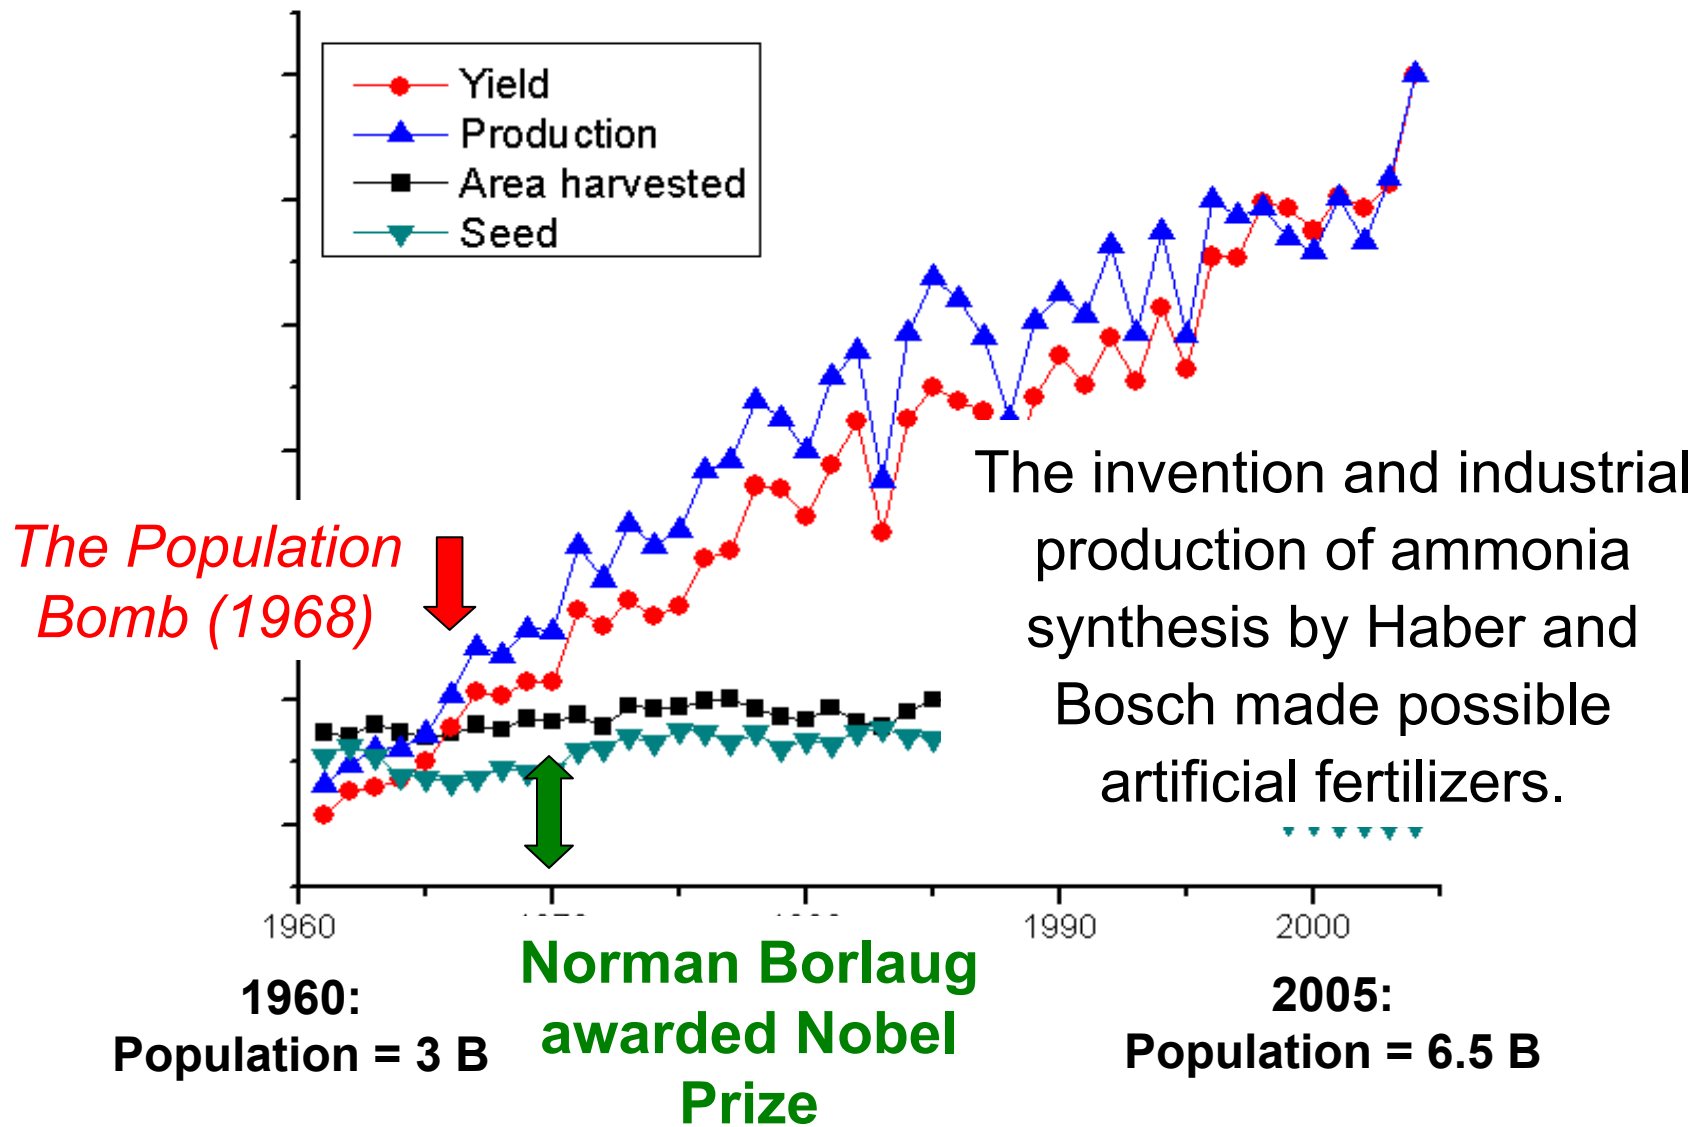 Yield
Production
Area harvested
Seed
The invention and industrial
production of ammonia
synthesis by Haber and
Bosch made possible
artificial fertilizers.
The Population
Bomb (1968)
1960
1990
2000
Norman Borlaug
awarded Nobel
Prize
1960:
Population = 3 B
2005:
Population = 6.5 B